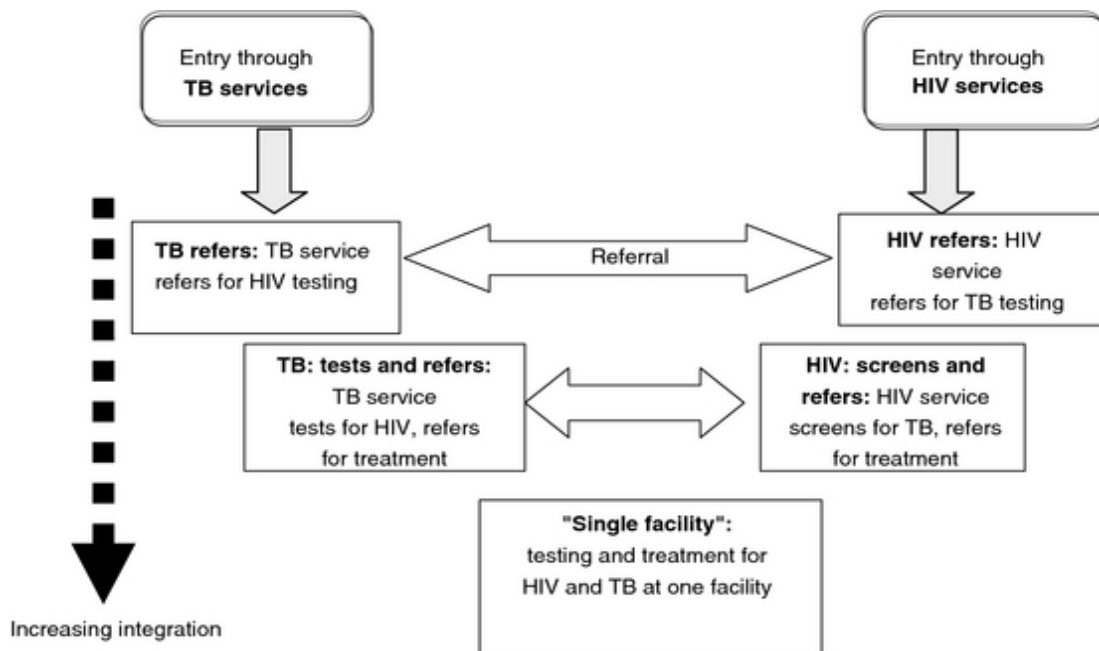 Entry through
TB services
Entry through
HIV services
TB refers: TB service
refers for HIV testing
Referral
HIV refers: HIV
service
refers for TB testing
TB: tests and refers:
TB service
tests for HIV, refers
for treatment
HIV: screens and
refers: HIV service
screens for TB, refers
for treatment
"Single facility":
testing and treatment for
HIV and TB at one facility
Increasing integration